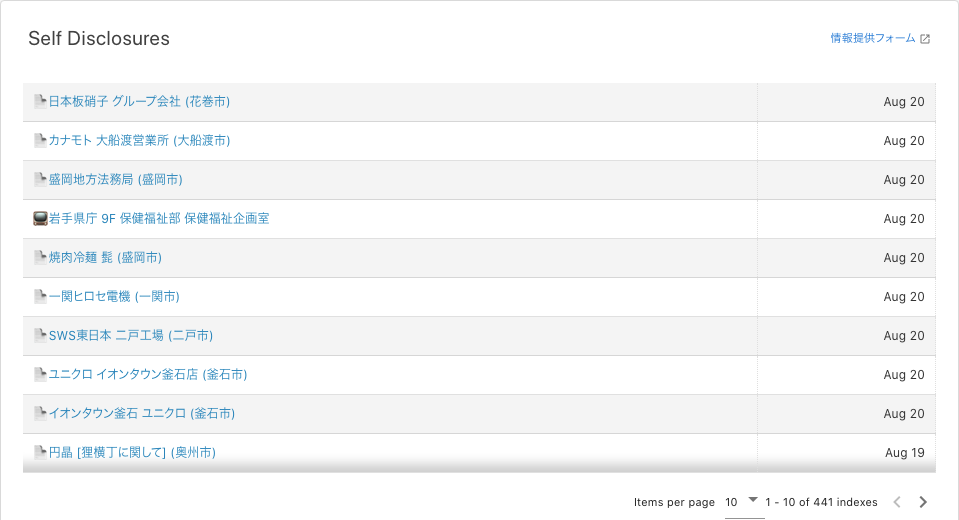 Self Disclosures
情報提供フォーム
日本板硝子 グループ会社 (花巻市) Aug 20
カナモト 大船渡営業所 (大船渡市) Aug 20
盛岡地方法務局 (盛岡市) Aug 20
岩手県庁 9F 保健福祉部 保健福祉企画室 Aug 20
焼肉冷麺 髭 (盛岡市) Aug 20
一関ヒロセ電機 (一関市) Aug 20
SWS東日本 二戸工場 (二戸市) Aug 20
ユニクロ イオンタウン釜石店 (釜石市) Aug 20
イオンタウン釜石 ユニクロ (釜石市) Aug 20
円晶 [狸横丁に関して] (奥州市) Aug 19
Items per page 10 1 - 10 of 441 indexes